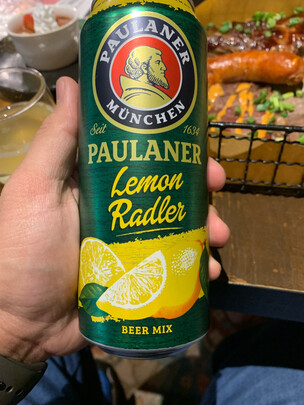 PAULANER
MÜNCHEN
Seit 1634
PAULANER
Lemon
Radler
BEER MIX